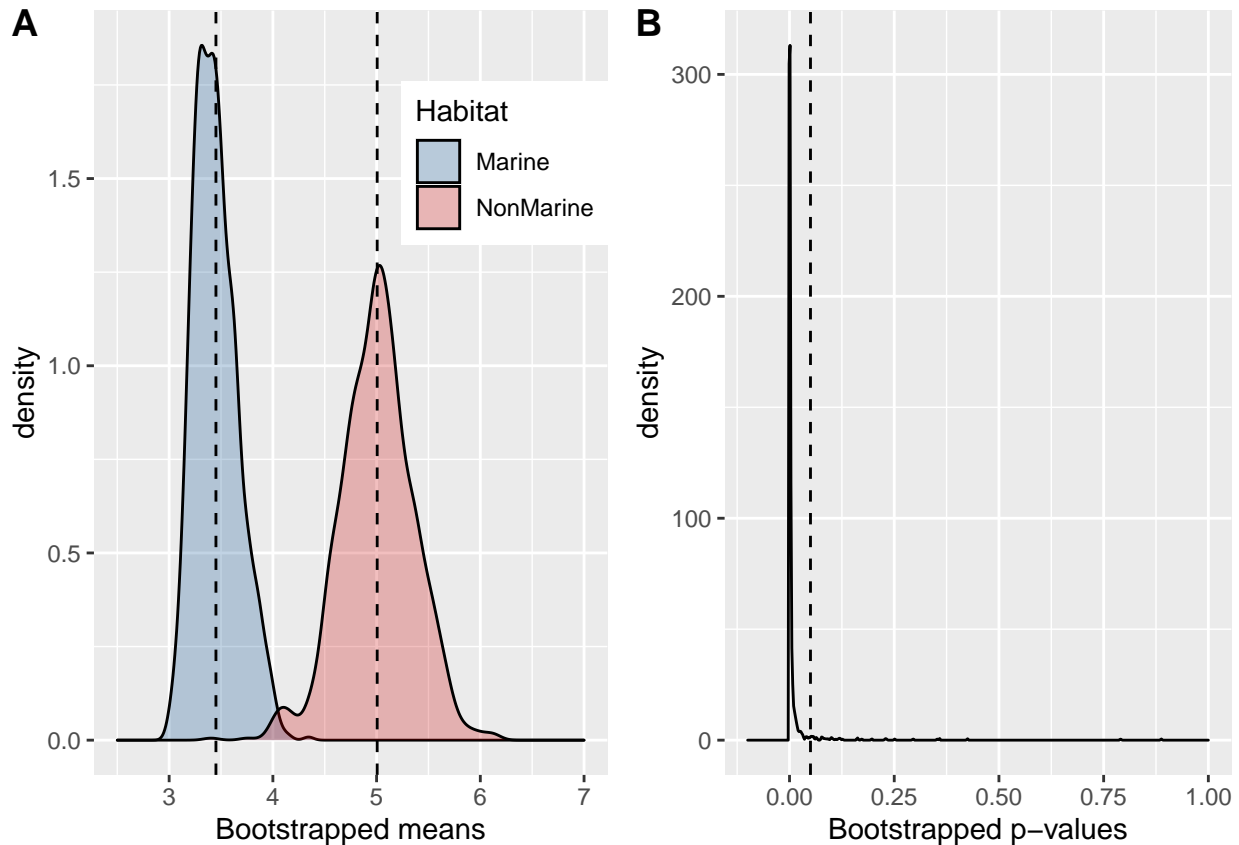 A
density
1.5
1.0
0.5
0.0
3 4 5 6 7
Bootstrapped means
Habitat
Marine
NonMarine
B
density
300
200
100
0
0.00 0.25 0.50 0.75 1.00
Bootstrapped p−values